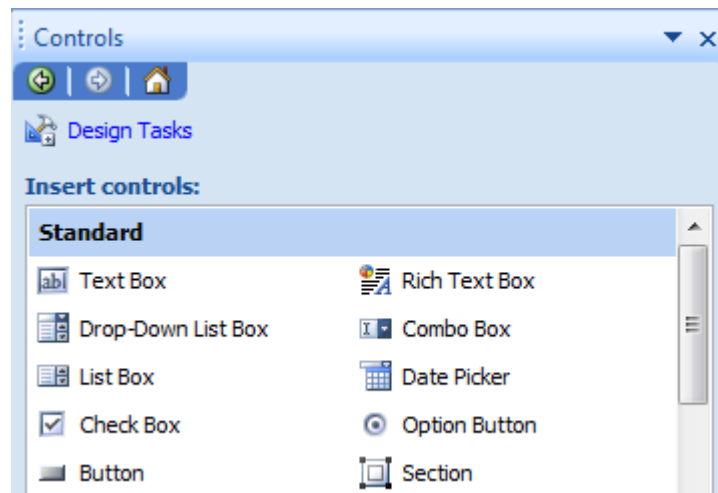 Controls
Design Tasks
Insert controls:
Standard
Text Box Rich Text Box
Drop-Down List Box Combo Box
List Box Date Picker
Check Box Option Button
Button Section